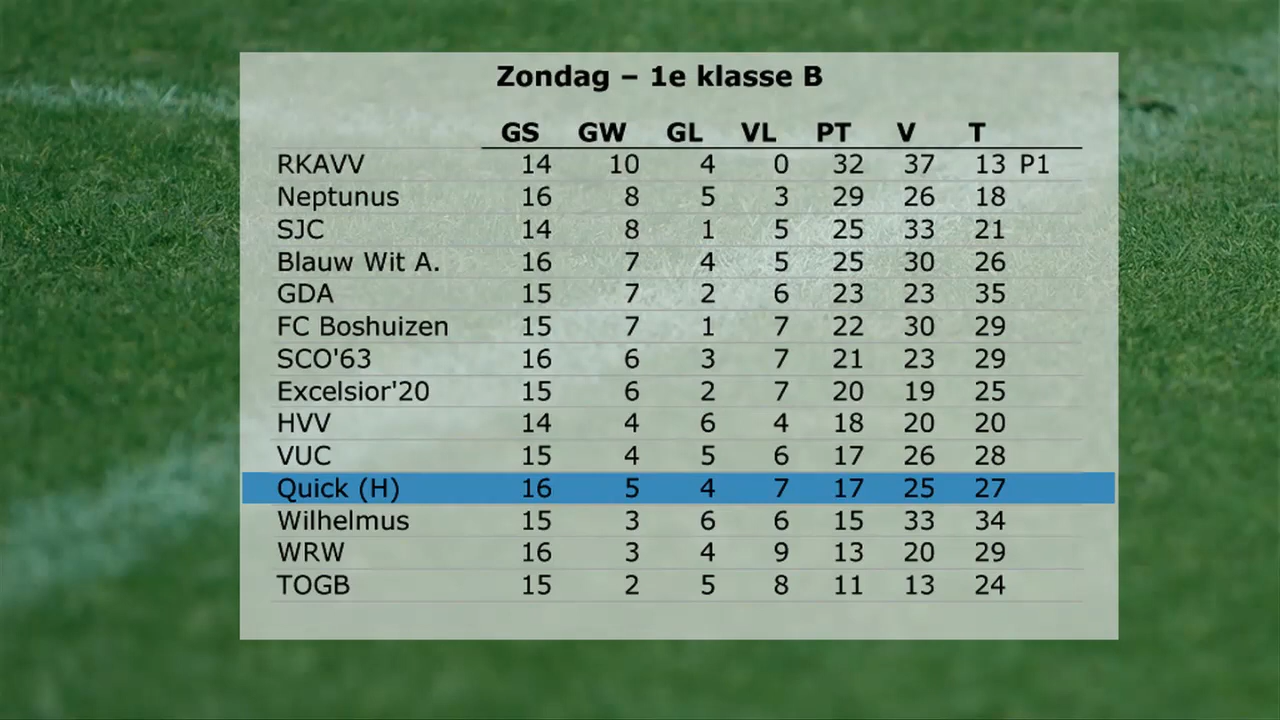 Zondag – 1e klasse B
GS GW GL VL PT V T
RKAVV 14 10 4 0 32 37 13 P1
Neptunus 16 8 5 3 29 26 18
SJC 14 8 1 5 25 33 21
Blauw Wit A. 16 7 4 5 25 30 26
GDA 15 7 2 6 23 23 35
FC Boshuizen 15 7 1 7 22 30 29
SCO'63 16 6 3 7 21 23 29
Excelsior'20 15 6 2 7 20 19 25
HVV 14 4 6 4 18 20 20
VUC 15 4 5 6 17 26 28
Quick (H) 16 5 4 7 17 25 27
Wilhelmus 15 3 6 6 15 33 34
WRW 16 3 4 9 13 20 29
TOGB 15 2 5 8 11 13 24